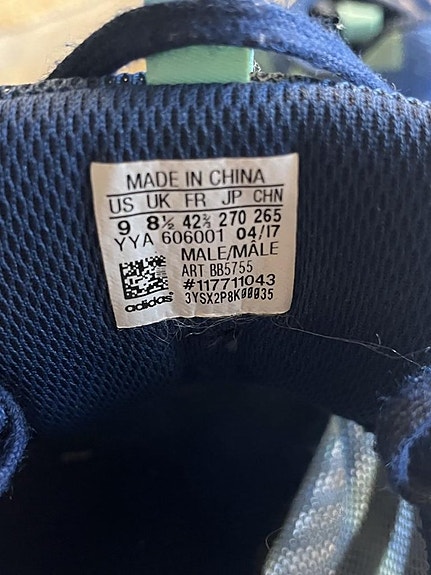 MADE IN CHINA
US UK FR JP CHN
9 8½ 42⅔ 270 265
YYA 606001 04/17
MALE/MÂLE
ART BB5755
#117711043
adidas 3YSX2P8K00035